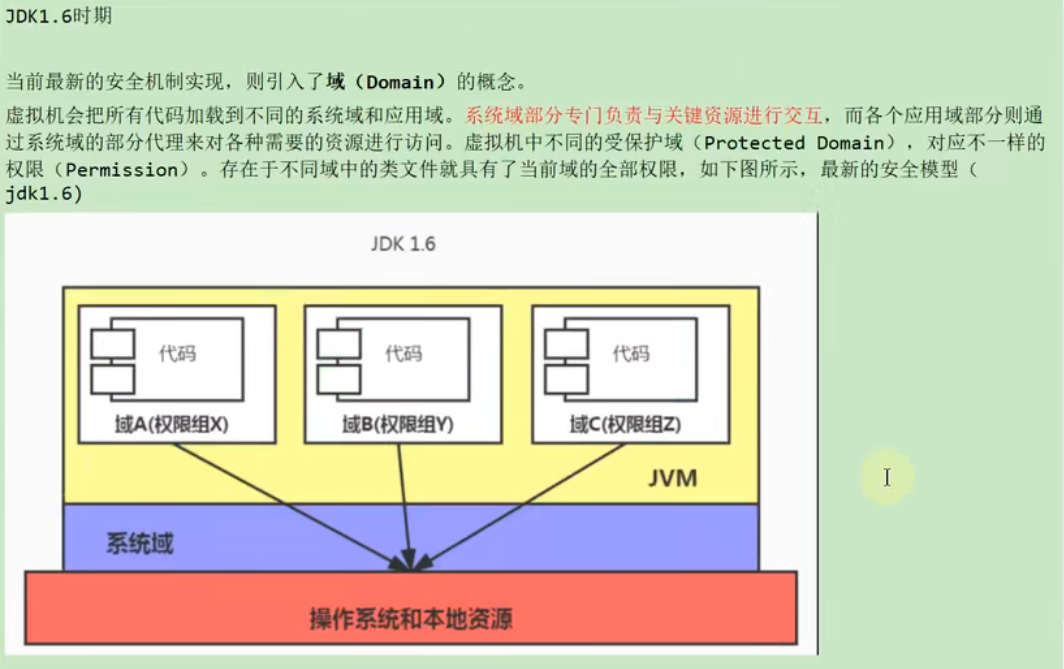 JDK1.6时期
当前最新的安全机制实现，则引入了域（Domain）的概念。
虚拟机会把所有代码加载到不同的系统域和应用域。系统域部分专门负责与关键资源进行交互，而各个应用域部分则通
过系统域的部分代理来对各种需要的资源进行访问。虚拟机中不同的受保护域（Protected Domain），对应不一样的
权限（Permission）。存在于不同域中的类文件就具有了当前域的全部权限，如下图所示，最新的安全模型（
jdk1.6)
JDK 1.6
代码
代码
代码
域A(权限组X)
域B(权限组Y)
域C(权限组Z)
JVM
系统域
操作系统和本地资源